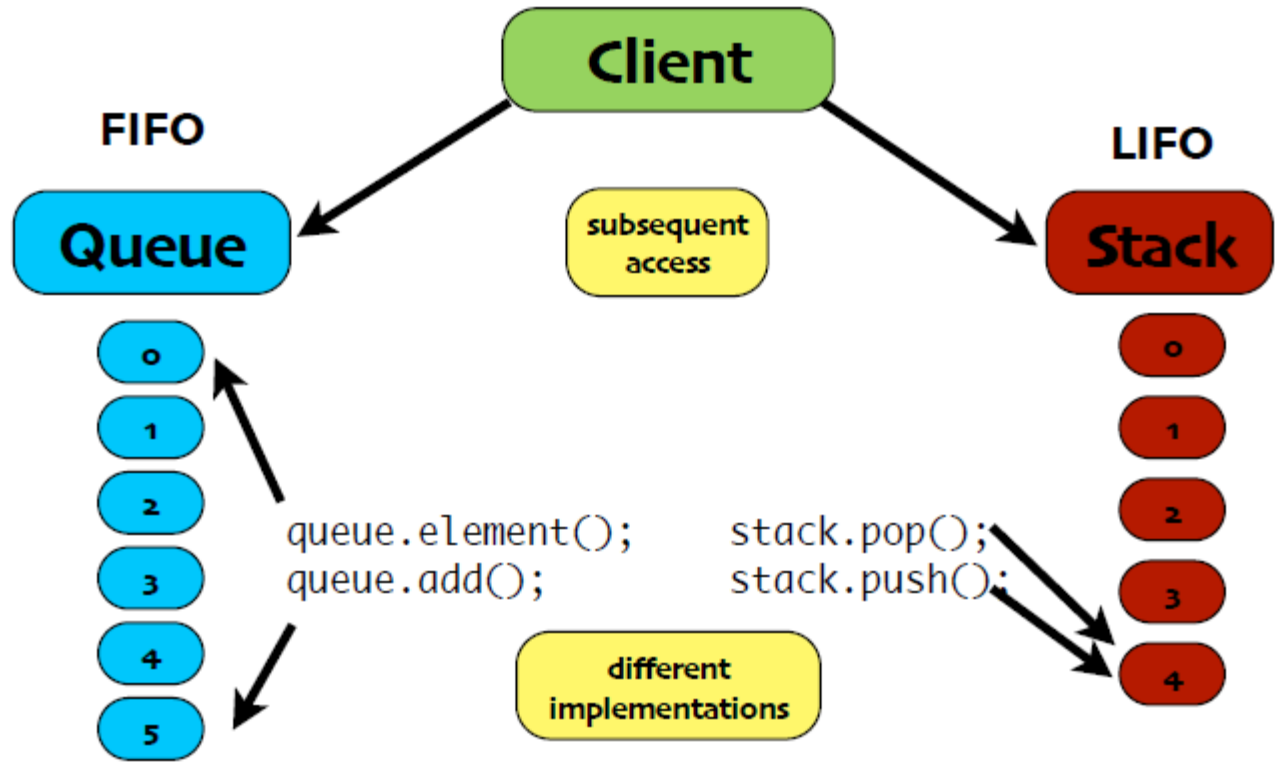 Client
FIFO
LIFO
Queue
subsequent
access
Stack
0
1
2
3
4
5
queue.element();
queue.add();
stack.pop();
stack.push();
different
implementations
0
1
2
3
4